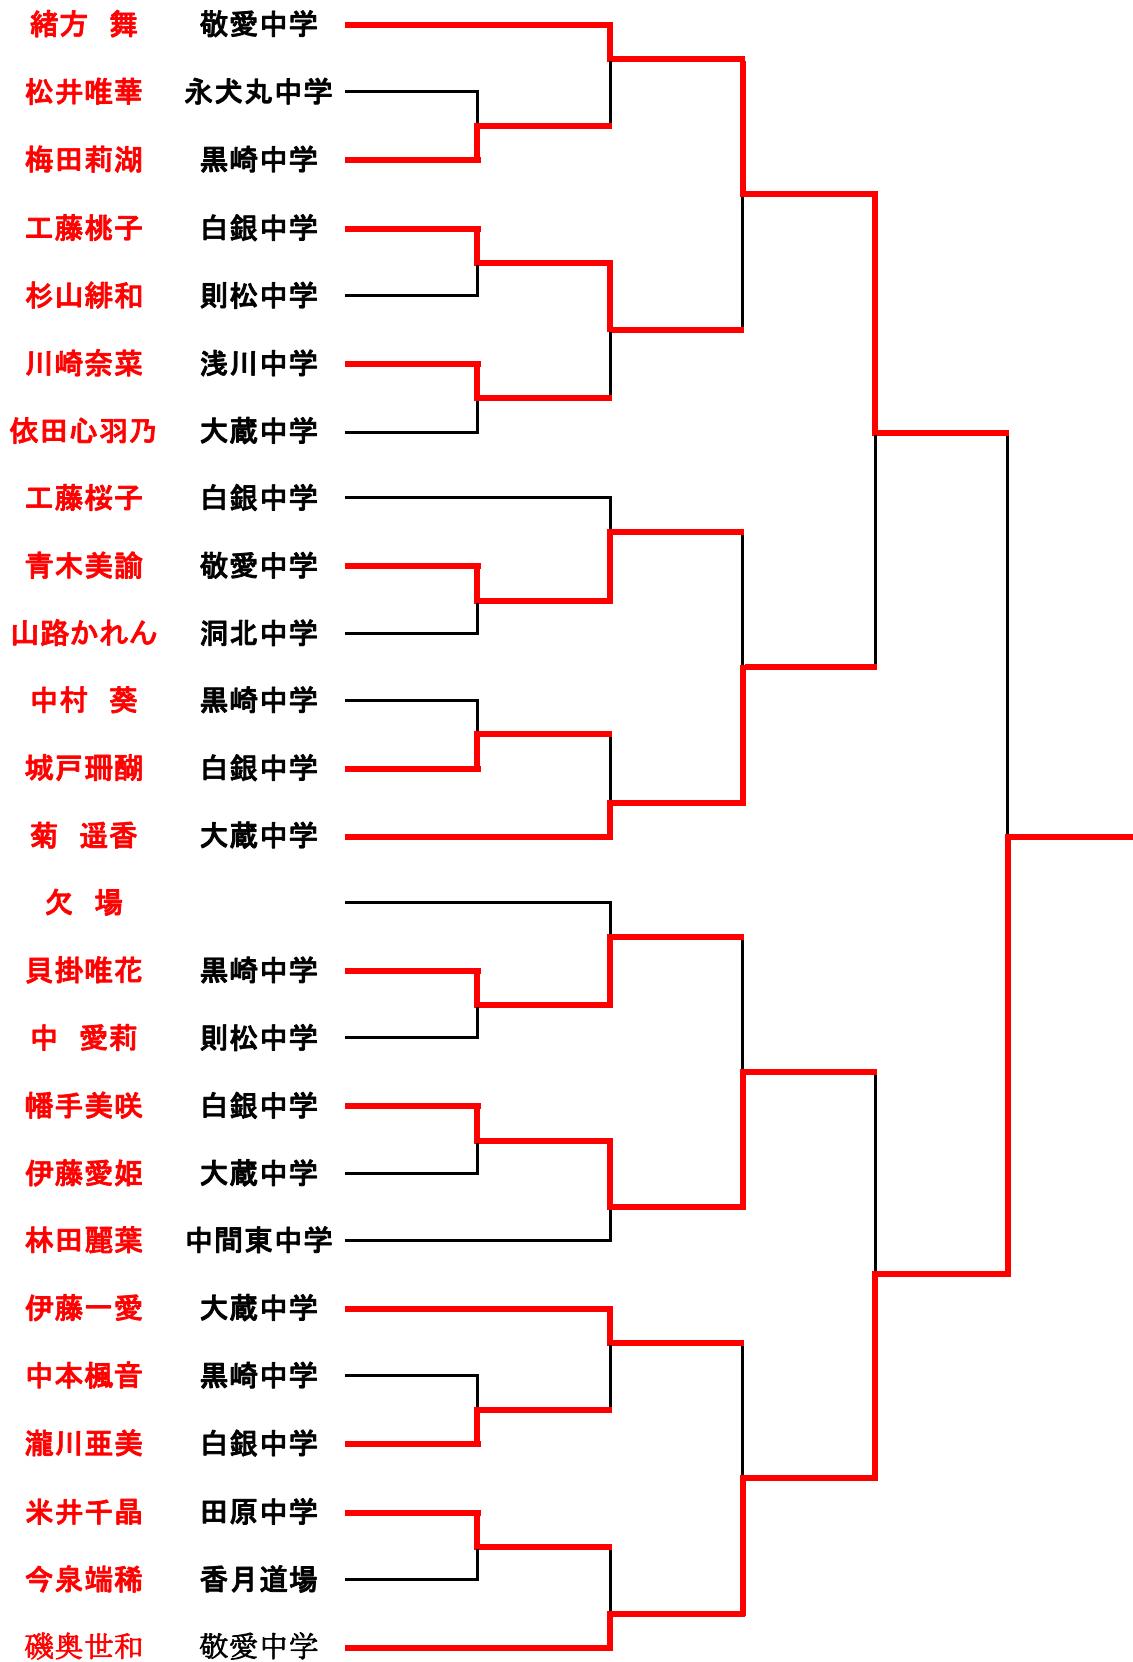 緒方 舞 敬愛中学
松井唯華 永犬丸中学
梅田莉湖 黒崎中学
工藤桃子 白銀中学
杉山緋和 則松中学
川崎奈菜 浅川中学
依田心羽乃 大蔵中学
工藤桜子 白銀中学
青木美諭 敬愛中学
山路かれん 洞北中学
中村 葵 黒崎中学
城戸珊醐 白銀中学
菊 遥香 大蔵中学
欠 場
貝掛唯花 黒崎中学
中 愛莉 則松中学
幡手美咲 白銀中学
伊藤愛姫 大蔵中学
林田麗葉 中間東中学
伊藤一愛 大蔵中学
中本楓音 黒崎中学
瀧川亜美 白銀中学
米井千晶 田原中学
今泉端稀 香月道場
磯奥世和 敬愛中学